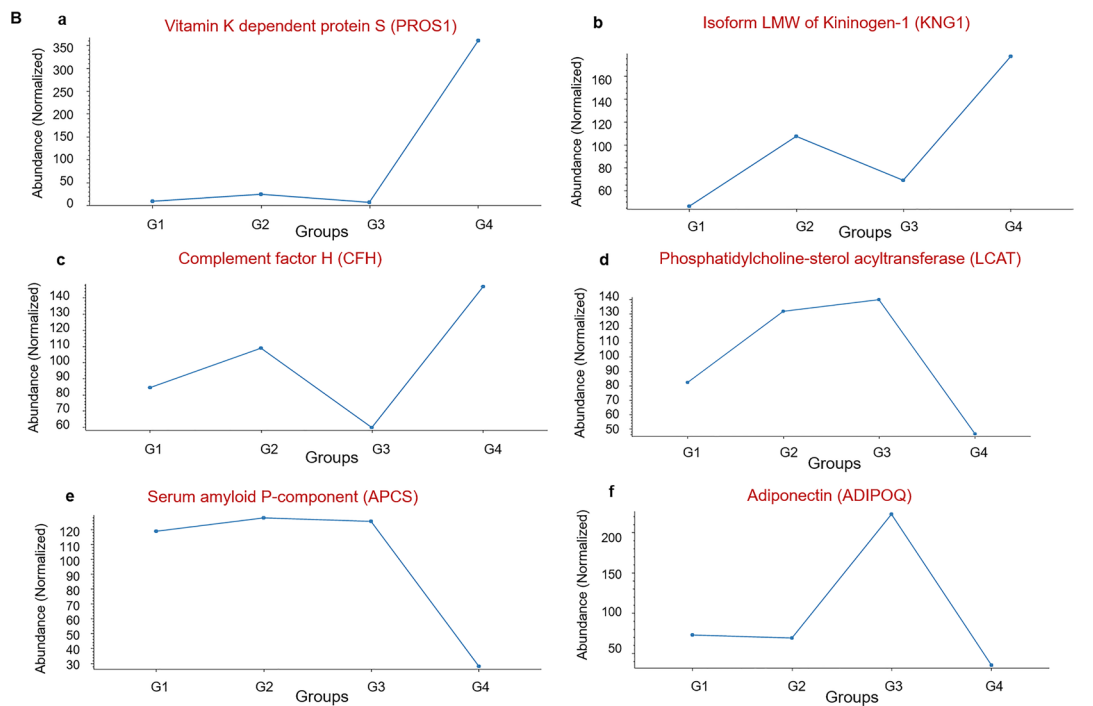 B
a
Vitamin K dependent protein S (PROS1)
Abundance (Normalized)
350
300
250
200
150
100
50
0
G1 G2 G3 G4
Groups
b
Isoform LMW of Kininogen-1 (KNG1)
Abundance (Normalized)
160
140
120
100
80
60
G1 G2 G3 G4
Groups
c
Complement factor H (CFH)
Abundance (Normalized)
140
130
120
110
100
90
80
70
60
G1 G2 G3 G4
Groups
d
Phosphatidylcholine-sterol acyltransferase (LCAT)
Abundance (Normalized)
140
130
120
110
100
90
80
70
60
50
G1 G2 G3 G4
Groups
e
Serum amyloid P-component (APCS)
Abundance (Normalized)
120
110
100
90
80
70
60
50
40
30
G1 G2 G3 G4
Groups
f
Adiponectin (ADIPOQ)
Abundance (Normalized)
200
150
100
50
G1 G2 G3 G4
Groups